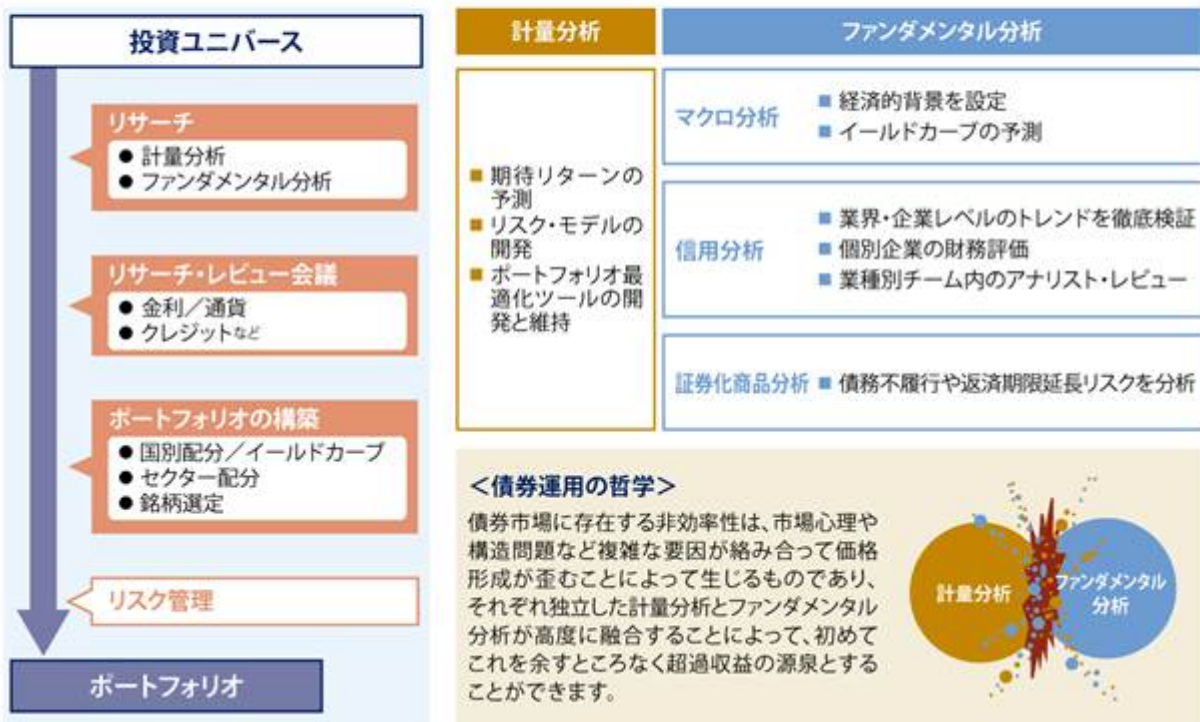 投資ユニバース
リサーチ
● 計量分析
● ファンダメンタル分析
リサーチ・レビュー会議
● 金利／通貨
● クレジットなど
ポートフォリオの構築
● 国別配分／イールドカーブ
● セクター配分
● 銘柄選定
リスク管理
ポートフォリオ
計量分析
■ 期待リターンの
予測
■ リスク・モデルの
開発
■ ポートフォリオ最
適化ツールの開
発と維持
ファンダメンタル分析
マクロ分析
■ 経済的背景を設定
■ イールドカーブの予測
信用分析
■ 業界・企業レベルのトレンドを徹底検証
■ 個別企業の財務評価
■ 業種別チーム内のアナリスト・レビュー
証券化商品分析
■ 債務不履行や返済期限延長リスクを分析
＜債券運用の哲学＞
債券市場に存在する非効率性は、市場心理や
構造問題など複雑な要因が絡み合って価格
形成が歪むことによって生じるものであり、
それぞれ独立した計量分析とファンダメンタル
分析が高度に融合することによって、初めて
これを余すところなく超過収益の源泉とする
ことができます。
計量分析
ファンダメンタル
分析